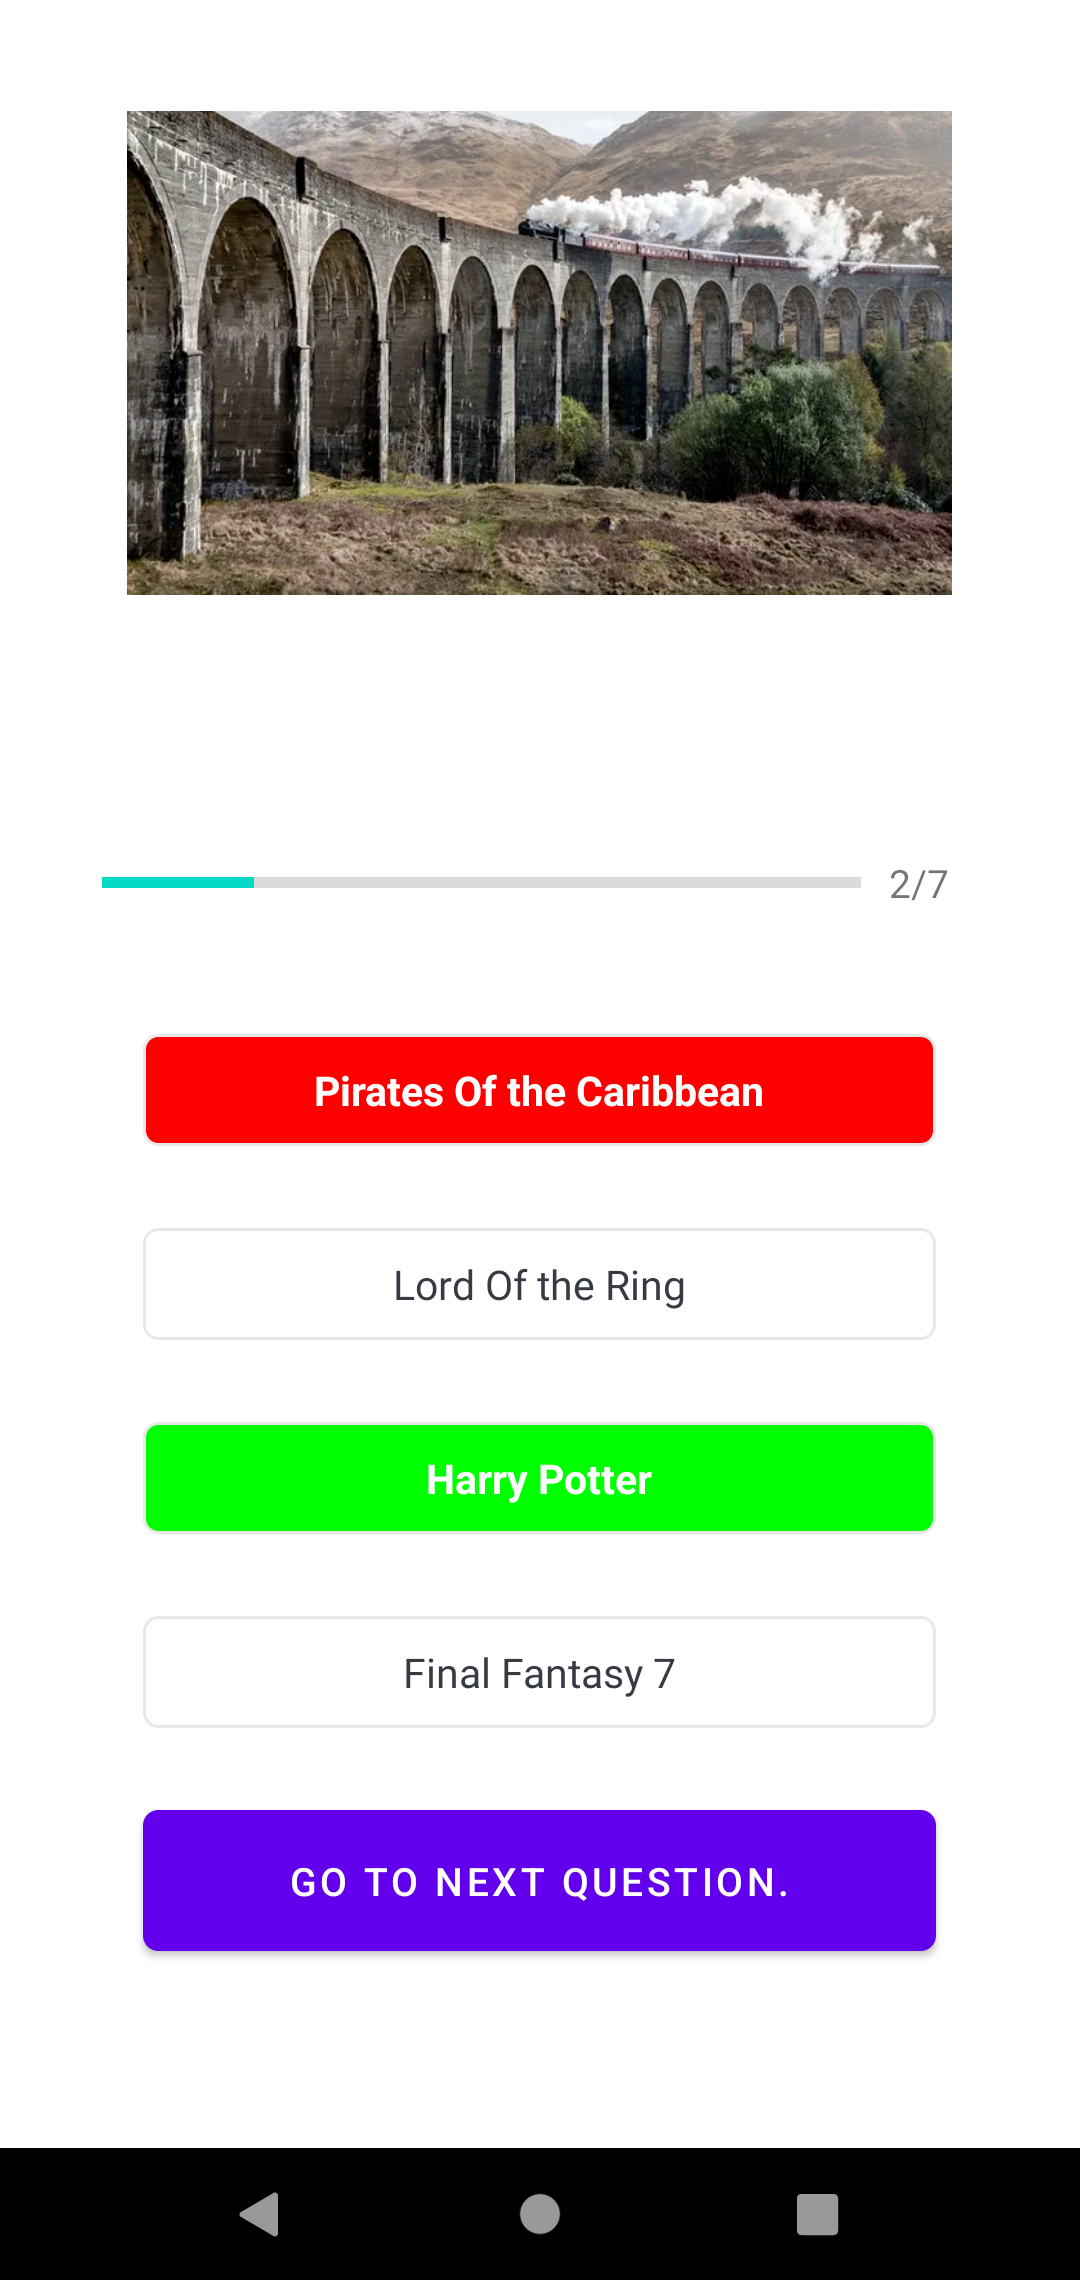 2/7
Pirates Of the Caribbean
Lord Of the Ring
Harry Potter
Final Fantasy 7
GO TO NEXT QUESTION.